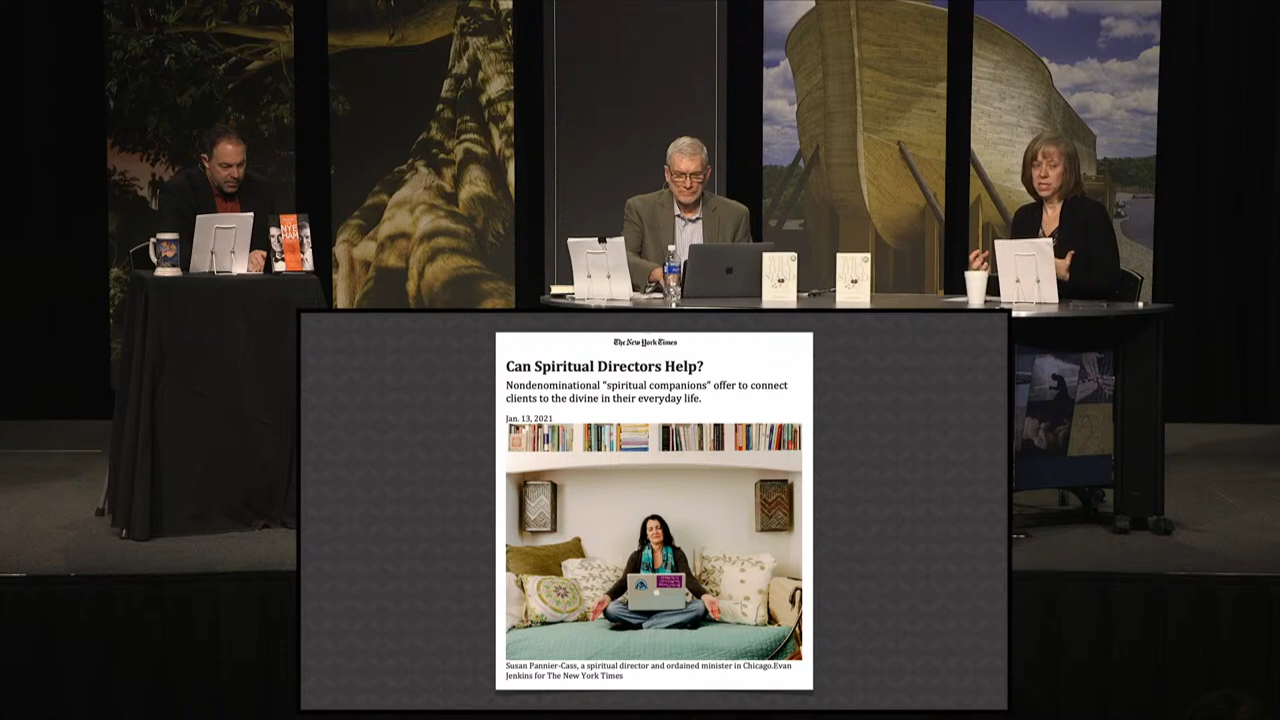 NYE
HAM
The New York Times
Can Spiritual Directors Help?
Nondenominational “spiritual companions” offer to connect
clients to the divine in their everyday life.
Jan. 13, 2021
Susan Pannier-Cass, a spiritual director and ordained minister in Chicago.Evan
Jenkins for The New York Times